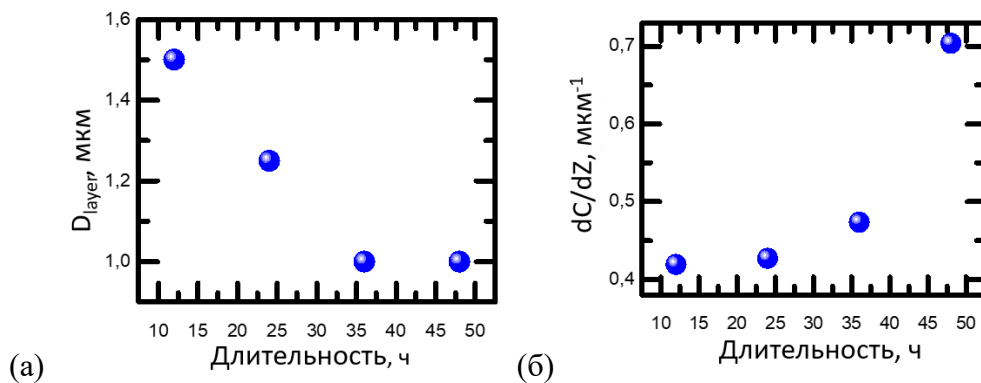 1,6
1,4
1,2
1,0
D_layer, мкм
10 15 20 25 30 35 40 45 50
Длительность, ч
(а)
0,7
0,6
0,5
0,4
dC/dZ, мкм⁻¹
10 15 20 25 30 35 40 45 50
Длительность, ч
(б)